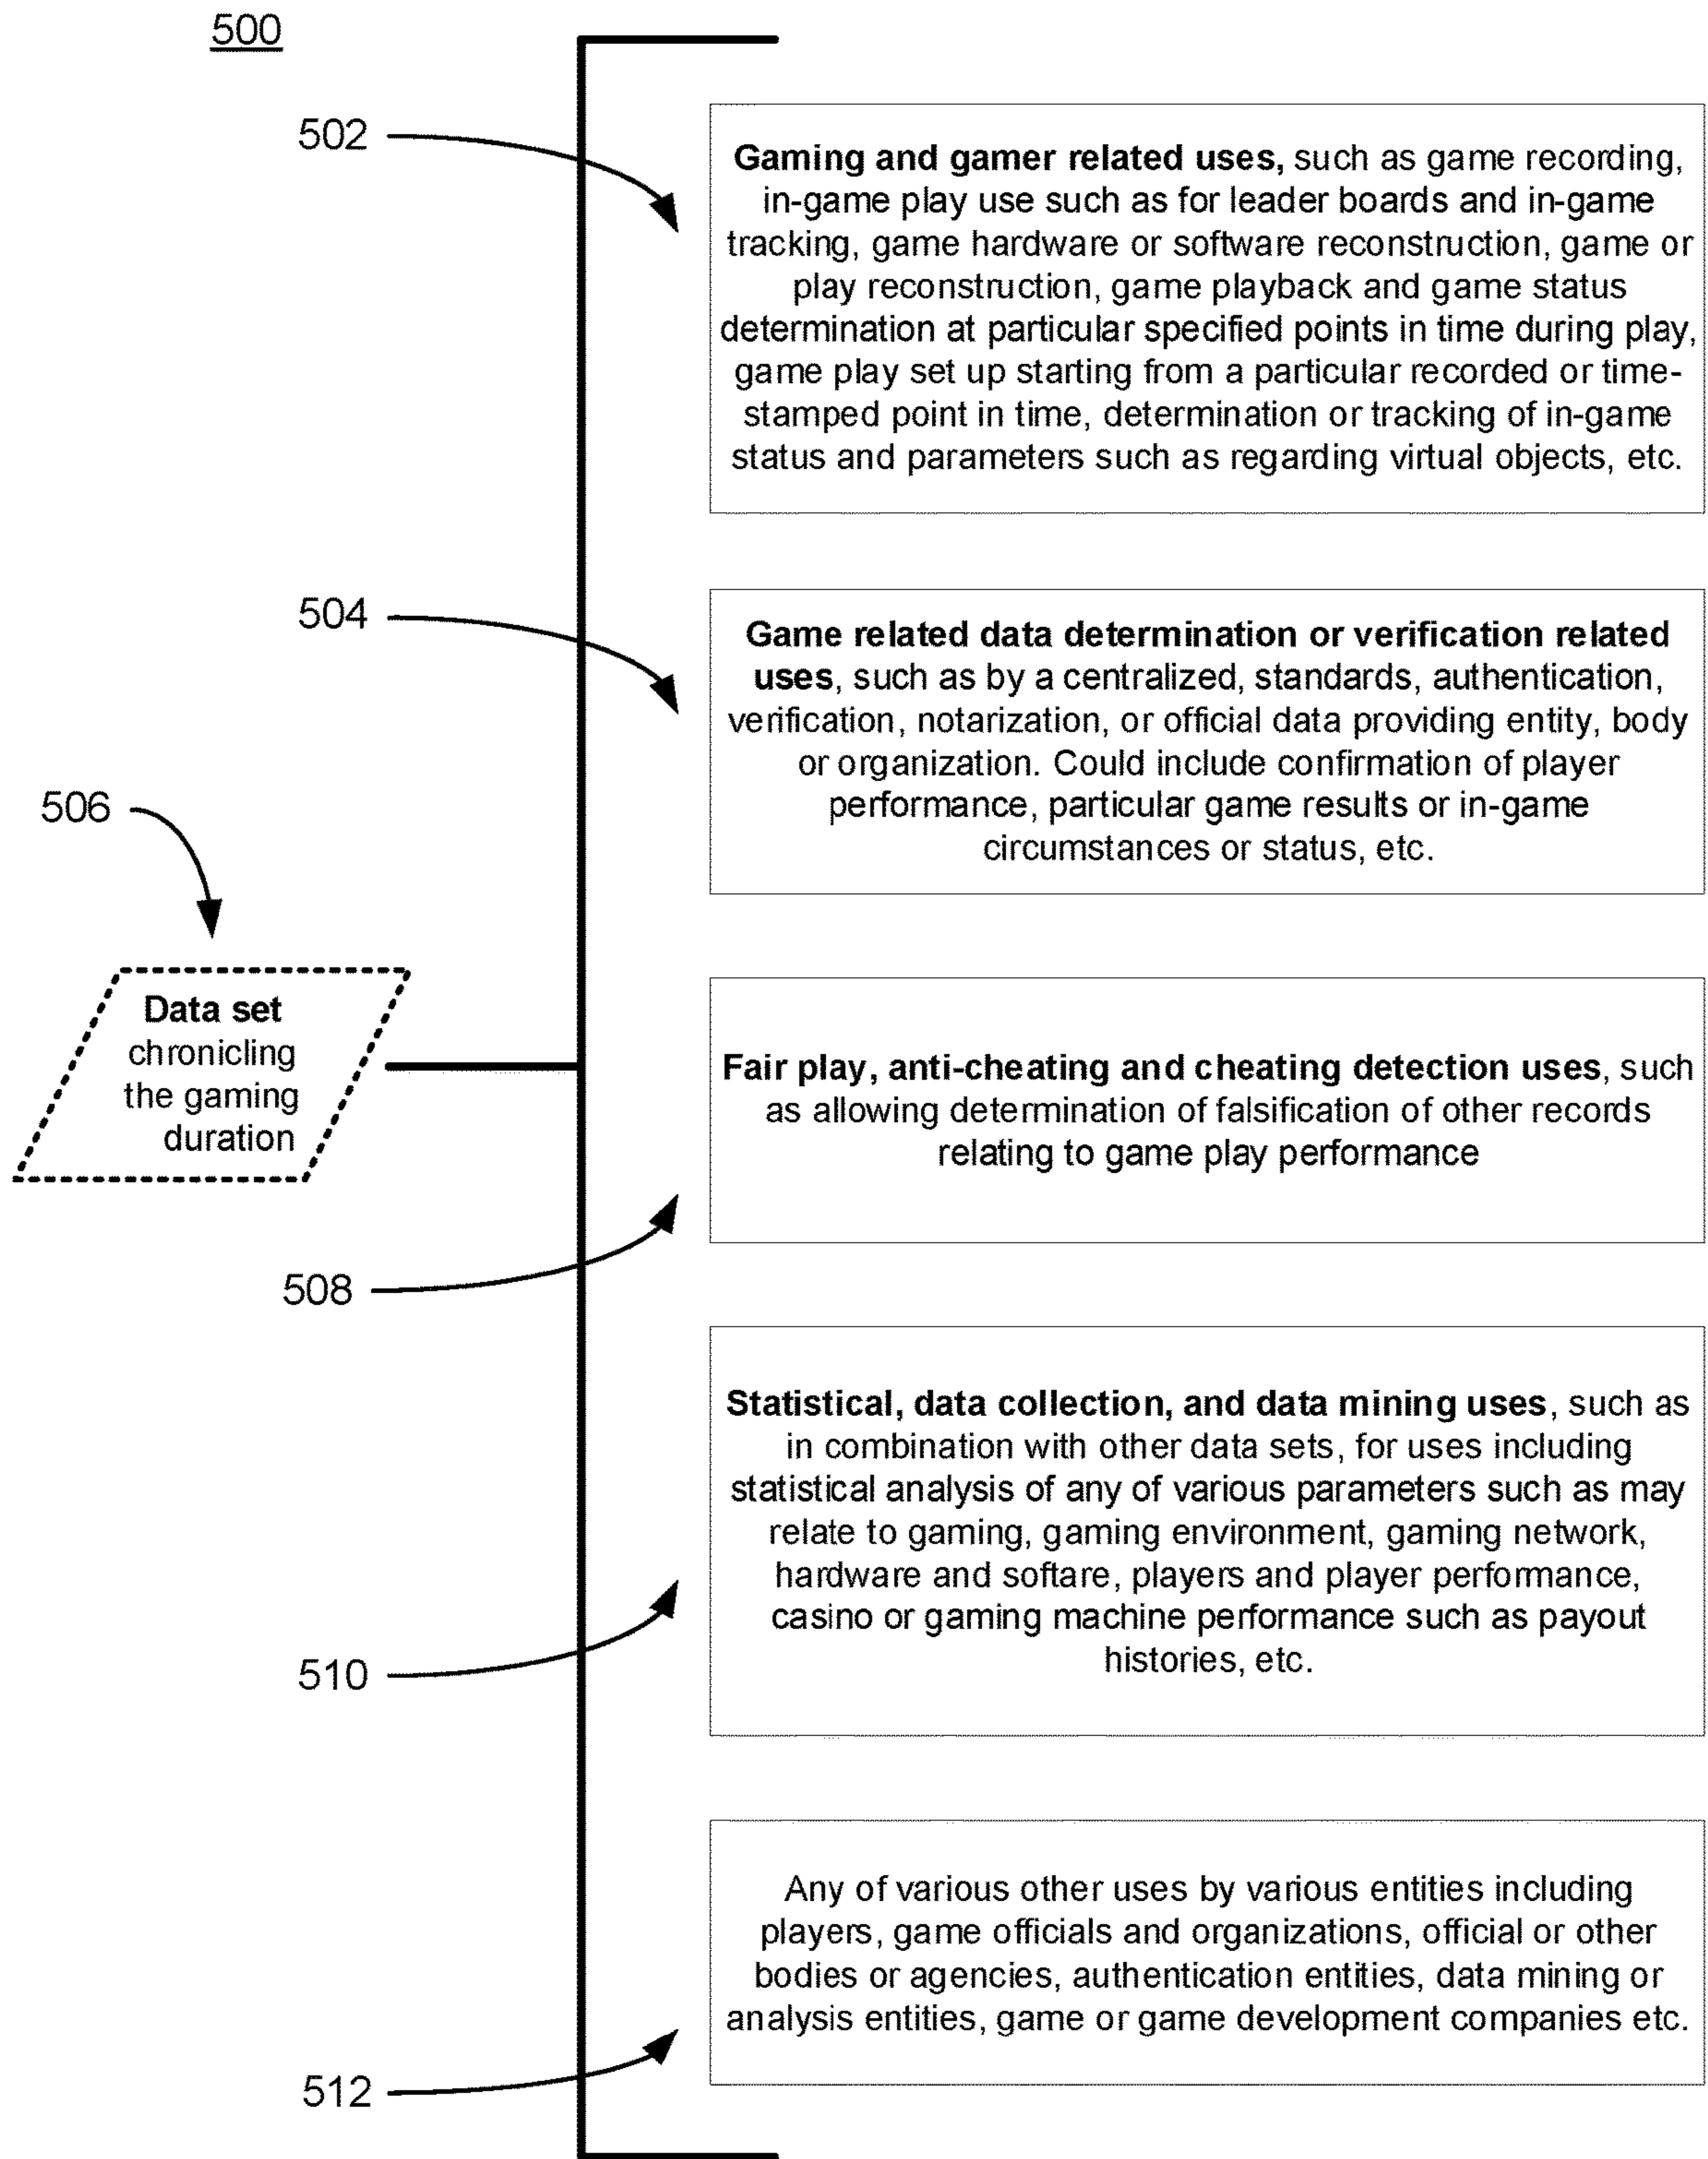 500
502
Gaming and gamer related uses, such as game recording,
in-game play use such as for leader boards and in-game
tracking, game hardware or software reconstruction, game or
play reconstruction, game playback and game status
determination at particular specified points in time during play,
game play set up starting from a particular recorded or time-
stamped point in time, determination or tracking of in-game
status and parameters such as regarding virtual objects, etc.
504
Game related data determination or verification related
uses, such as by a centralized, standards, authentication,
verification, notarization, or official data providing entity, body
or organization. Could include confirmation of player
performance, particular game results or in-game
circumstances or status, etc.
506
Data set
chronicling
the gaming
duration
Fair play, anti-cheating and cheating detection uses, such
as allowing determination of falsification of other records
relating to game play performance
508
Statistical, data collection, and data mining uses, such as
in combination with other data sets, for uses including
statistical analysis of any of various parameters such as may
relate to gaming, gaming environment, gaming network,
hardware and softare, players and player performance,
casino or gaming machine performance such as payout
histories, etc.
510
Any of various other uses by various entities including
players, game officials and organizations, official or other
bodies or agencies, authentication entities, data mining or
analysis entities, game or game development companies etc.
512